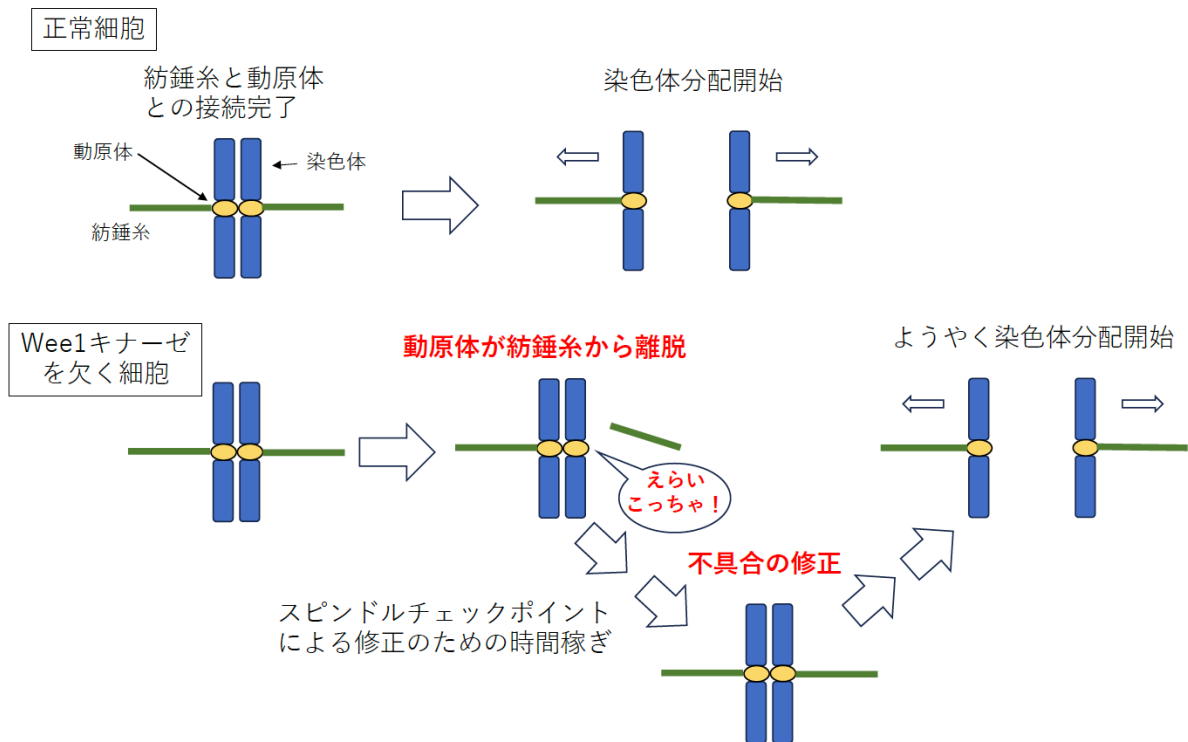 正常細胞
紡錘糸と動原体
との接続完了
染色体分配開始
動原体
染色体
紡錘糸
Wee1キナーゼ
を欠く細胞
動原体が紡錘糸から離脱
ようやく染色体分配開始
えらい
こっちゃ！
不具合の修正
スピンドルチェックポイント
による修正のための時間稼ぎ